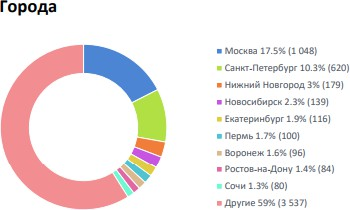 Города
Москва 17.5% (1 048)
Санкт-Петербург 10.3% (620)
Нижний Новгород 3% (179)
Новосибирск 2.3% (139)
Екатеринбург 1.9% (116)
Пермь 1.7% (100)
Воронеж 1.6% (96)
Ростов-на-Дону 1.4% (84)
Сочи 1.3% (80)
Другие 59% (3 537)